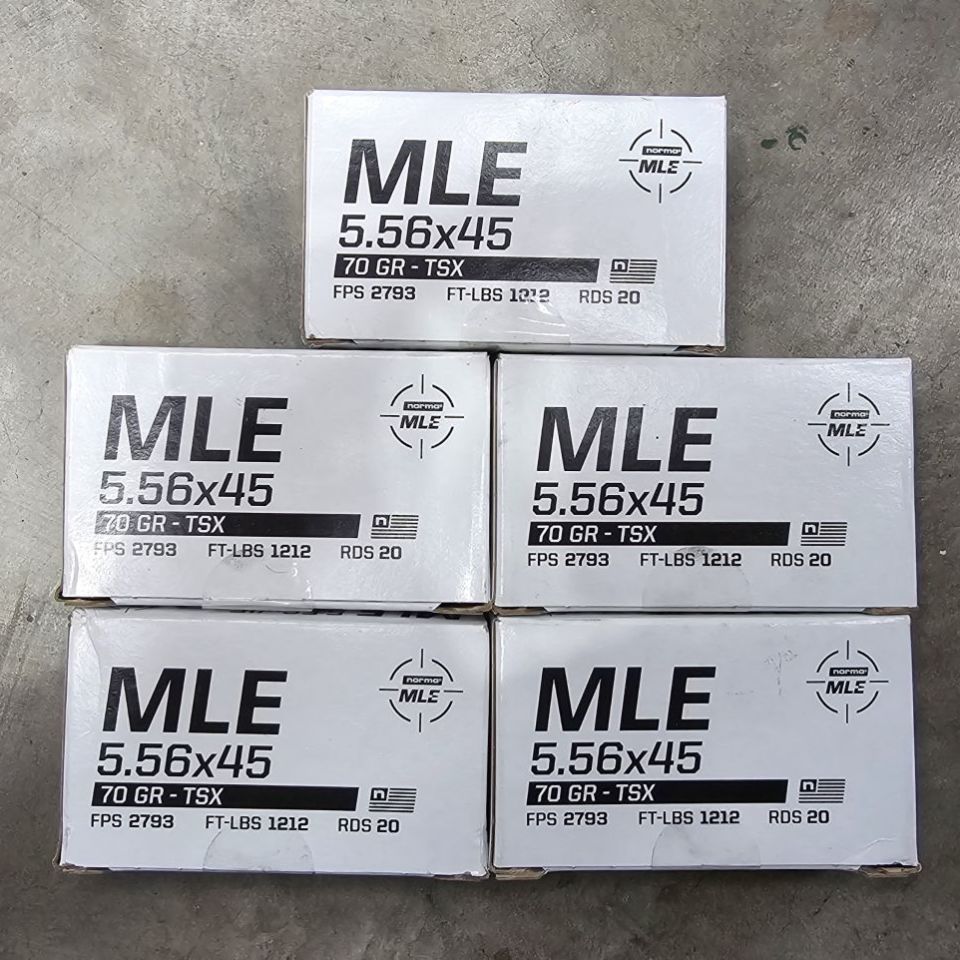 MLE
norma
MLE
5.56x45
70 GR - TSX
n
FPS 2793 FT-LBS 1212 RDS 20
MLE
norma
MLE
5.56x45
70 GR - TSX
n
FPS 2793 FT-LBS 1212 RDS 20
MLE
norma
MLE
5.56x45
70 GR - TSX
n
FPS 2793 FT-LBS 1212 RDS 20
MLE
norma
MLE
5.56x45
70 GR - TSX
n
FPS 2793 FT-LBS 1212 RDS 20
MLE
norma
MLE
5.56x45
70 GR - TSX
n
FPS 2793 FT-LBS 1212 RDS 20